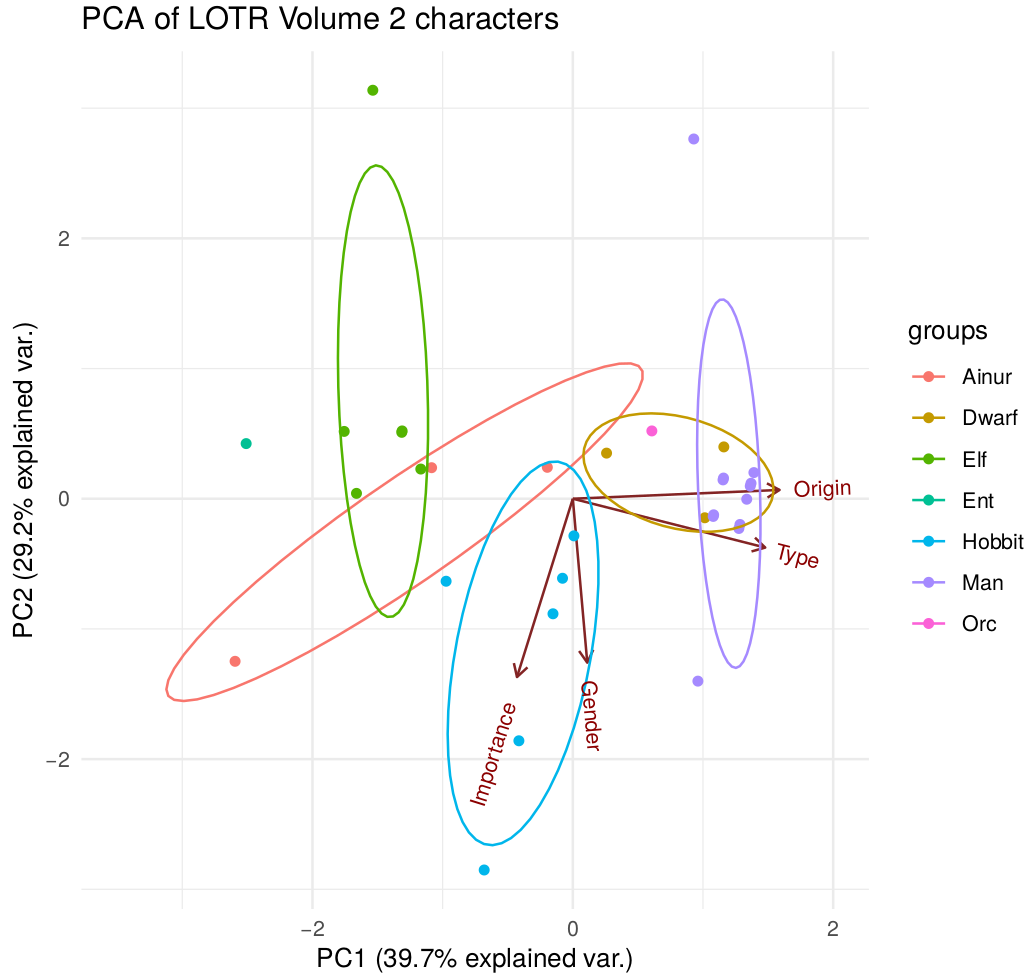 PCA of LOTR Volume 2 characters
PC2 (29.2% explained var.)
2
0
−2
Origin
Type
Gender
Importance
−2
0
2
PC1 (39.7% explained var.)
groups
Ainur
Dwarf
Elf
Ent
Hobbit
Man
Orc